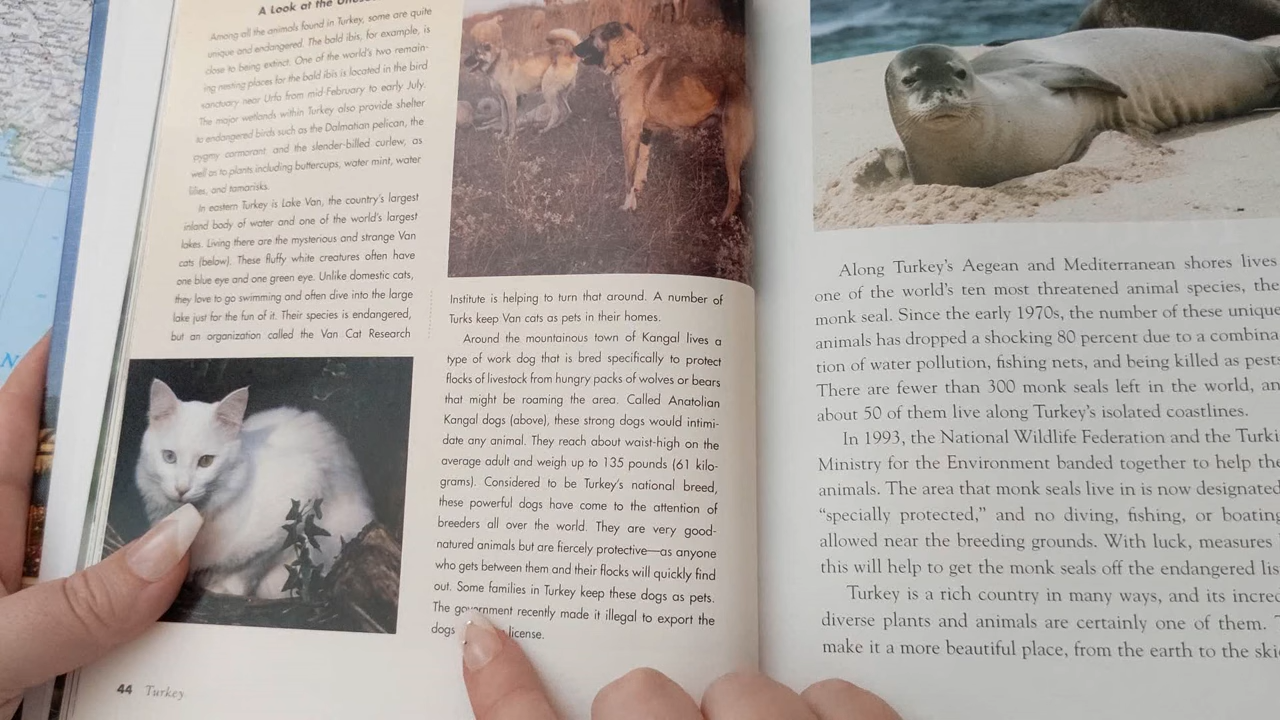 A Look at the
Among all the animals found in Turkey, some are quite
unique and endangered. The bald ibis, for example, is
close to being extinct. One of the world's two remain-
ing nesting places for the bald ibis is located in the bird
sanctuary near Urfa from mid-February to early July.
The major wetlands within Turkey also provide shelter
to endangered birds such as the Dalmatian pelican, the
pygmy cormorant and the slender-billed curlew, as
well as to plants including buttercups, water mint, water
lilies, and tamarisks.
In eastern Turkey is Lake Van, the country's largest
inland body of water and one of the world's largest
lakes. Living there are the mysterious and strange Van
cats (below). These fluffy white creatures often have
one blue eye and one green eye. Unlike domestic cats,
they love to go swimming and often dive into the large
lake just for the fun of it. Their species is endangered,
but an organization called the Van Cat Research
Institute is helping to turn that around. A number of
Turks keep Van cats as pets in their homes.
Around the mountainous town of Kangal lives a
type of work dog that is bred specifically to protect
flocks of livestock from hungry packs of wolves or bears
that might be roaming the area. Called Anatolian
Kangal dogs (above), these strong dogs would intimi-
date any animal. They reach about waist-high on the
average adult and weigh up to 135 pounds (61 kilo-
grams). Considered to be Turkey's national breed,
these powerful dogs have come to the attention of
breeders all over the world. They are very good-
natured animals but are fiercely protective—as anyone
who gets between them and their flocks will quickly find
out. Some families in Turkey keep these dogs as pets.
The government recently made it illegal to export the
dogs license.
44 Turkey
Along Turkey's Aegean and Mediterranean shores lives
one of the world's ten most threatened animal species, the
monk seal. Since the early 1970s, the number of these unique
animals has dropped a shocking 80 percent due to a combina
tion of water pollution, fishing nets, and being killed as pests
There are fewer than 300 monk seals left in the world, an
about 50 of them live along Turkey's isolated coastlines.
In 1993, the National Wildlife Federation and the Turki
Ministry for the Environment banded together to help the
animals. The area that monk seals live in is now designated
"specially protected," and no diving, fishing, or boating
allowed near the breeding grounds. With luck, measures
this will help to get the monk seals off the endangered lis
Turkey is a rich country in many ways, and its incred
diverse plants and animals are certainly one of them.
make it a more beautiful place, from the earth to the ski